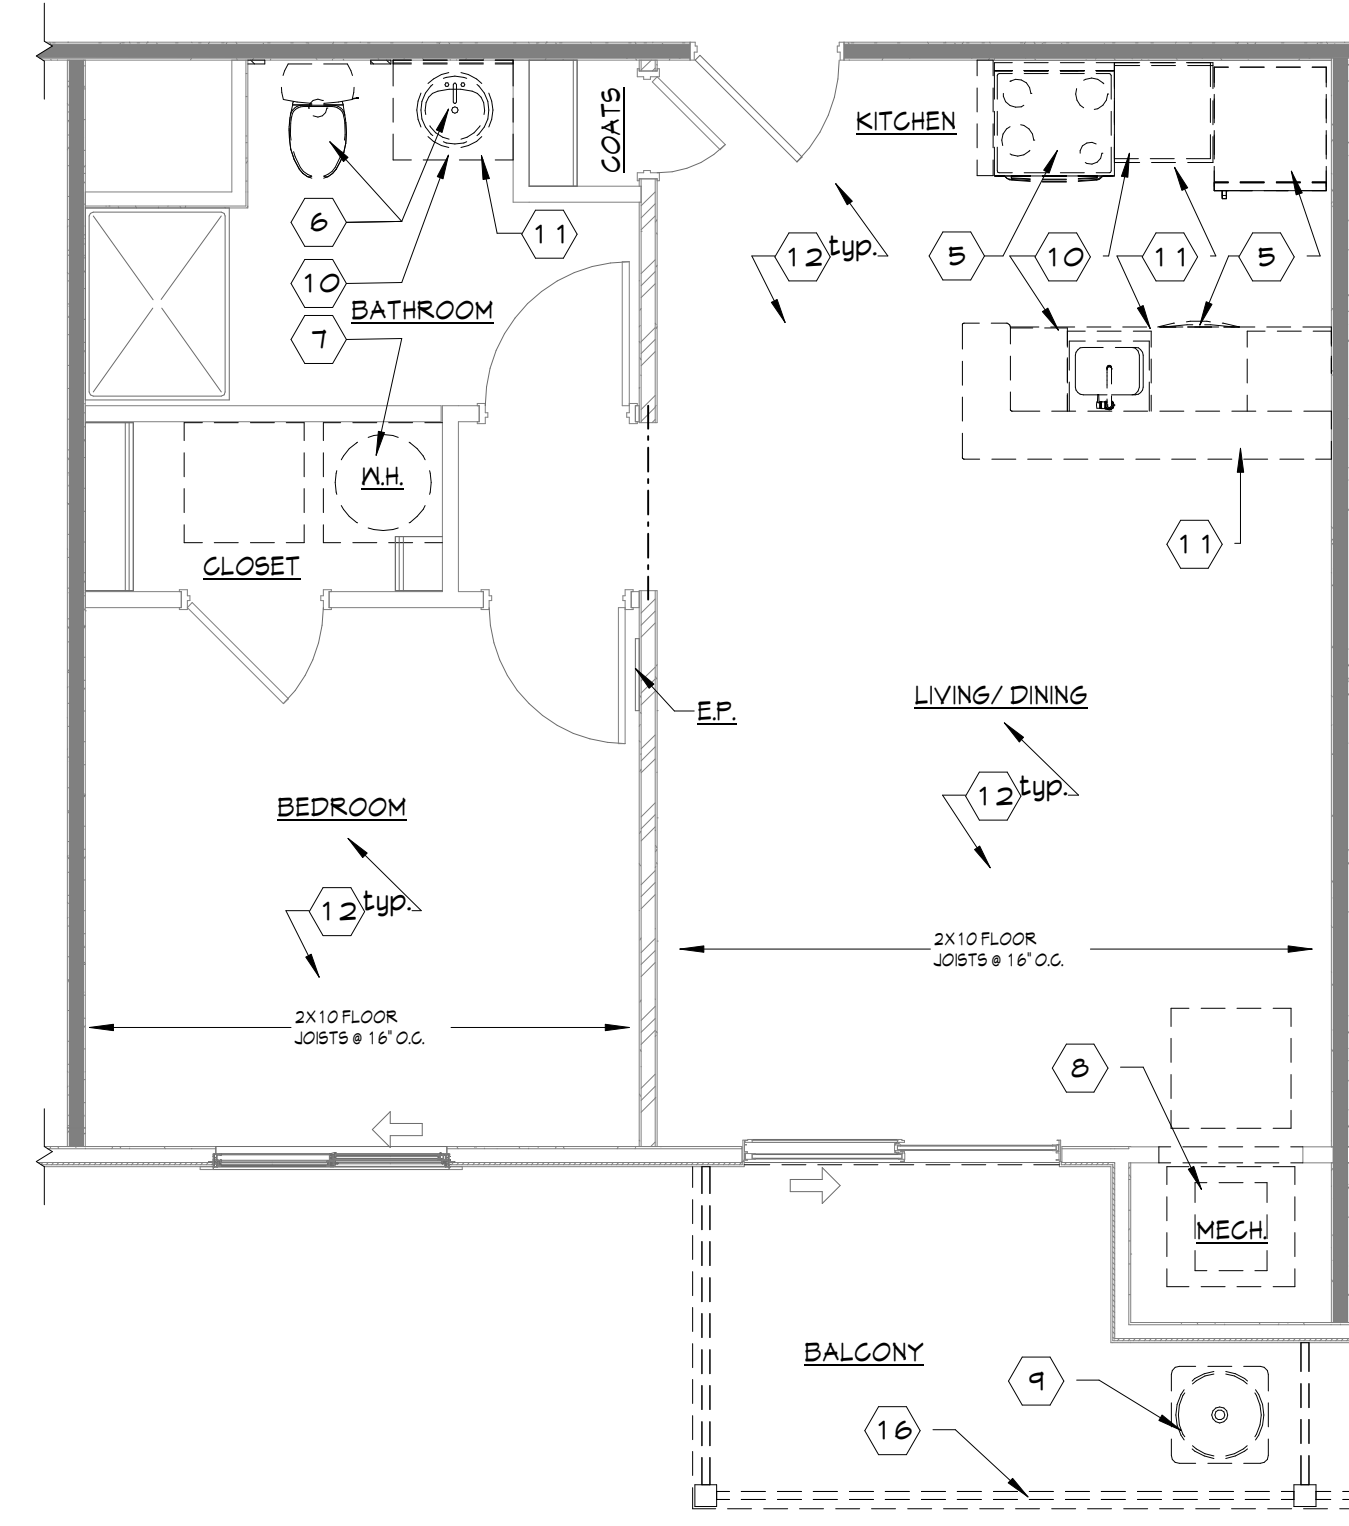 COATS
KITCHEN
6
11
12 typ.
5
10
11
5
10
BATHROOM
7
W.H.
11
CLOSET
E.P.
LIVING/ DINING
12 typ.
BEDROOM
12 typ.
2X10 FLOOR
JOISTS @ 16" O.C.
2X10 FLOOR
JOISTS @ 16" O.C.
8
MECH.
BALCONY
9
16